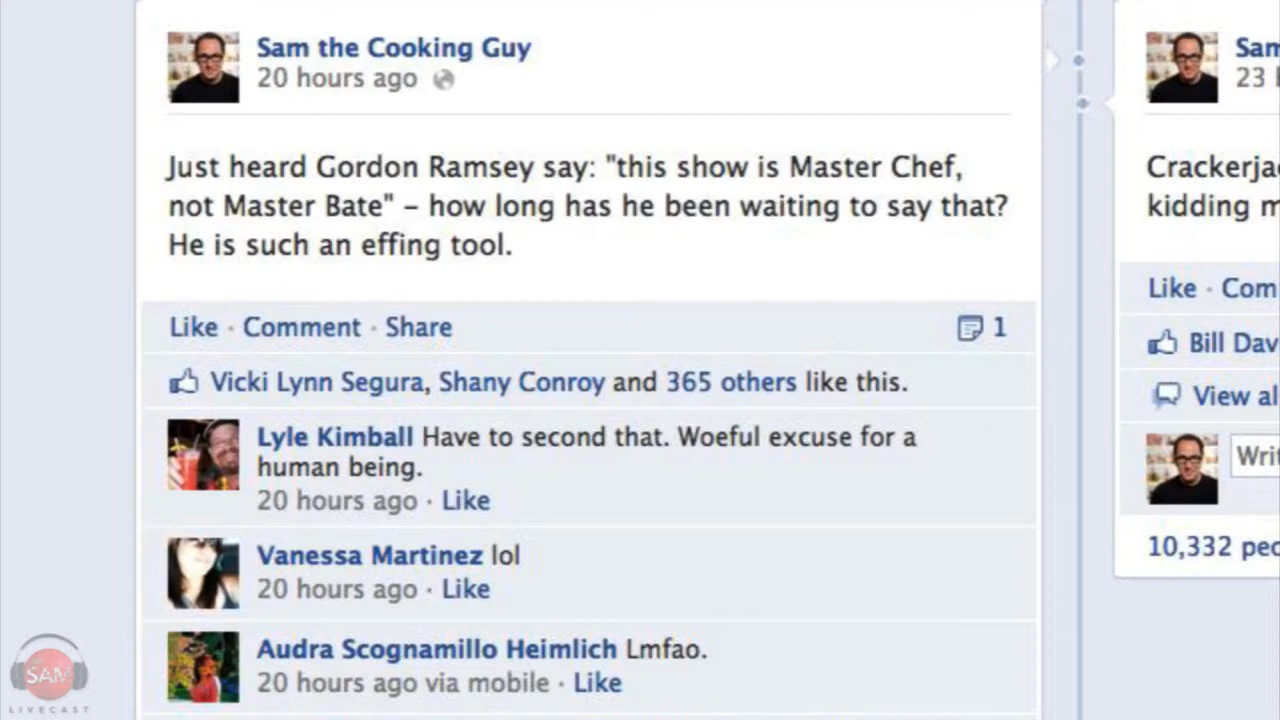 Sam the Cooking Guy
20 hours ago
Just heard Gordon Ramsey say: "this show is Master Chef,
not Master Bate" – how long has he been waiting to say that?
He is such an effing tool.
Like · Comment · Share
1
Vicki Lynn Segura, Shany Conroy and 365 others like this.
Lyle Kimball Have to second that. Woeful excuse for a
human being.
20 hours ago · Like
Vanessa Martinez lol
20 hours ago · Like
Audra Scognamillo Heimlich Lmfao.
20 hours ago via mobile · Like
Sam
23
Crackerja
kidding m
Like · Com
Bill Dav
View al
Writ
10,332 peo
SAM
LIVECAST